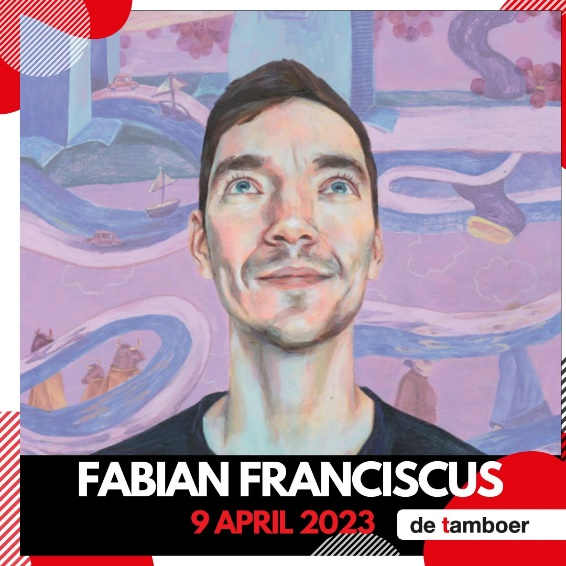 FABIAN FRANCISCUS
9 APRIL 2023
de tamboer